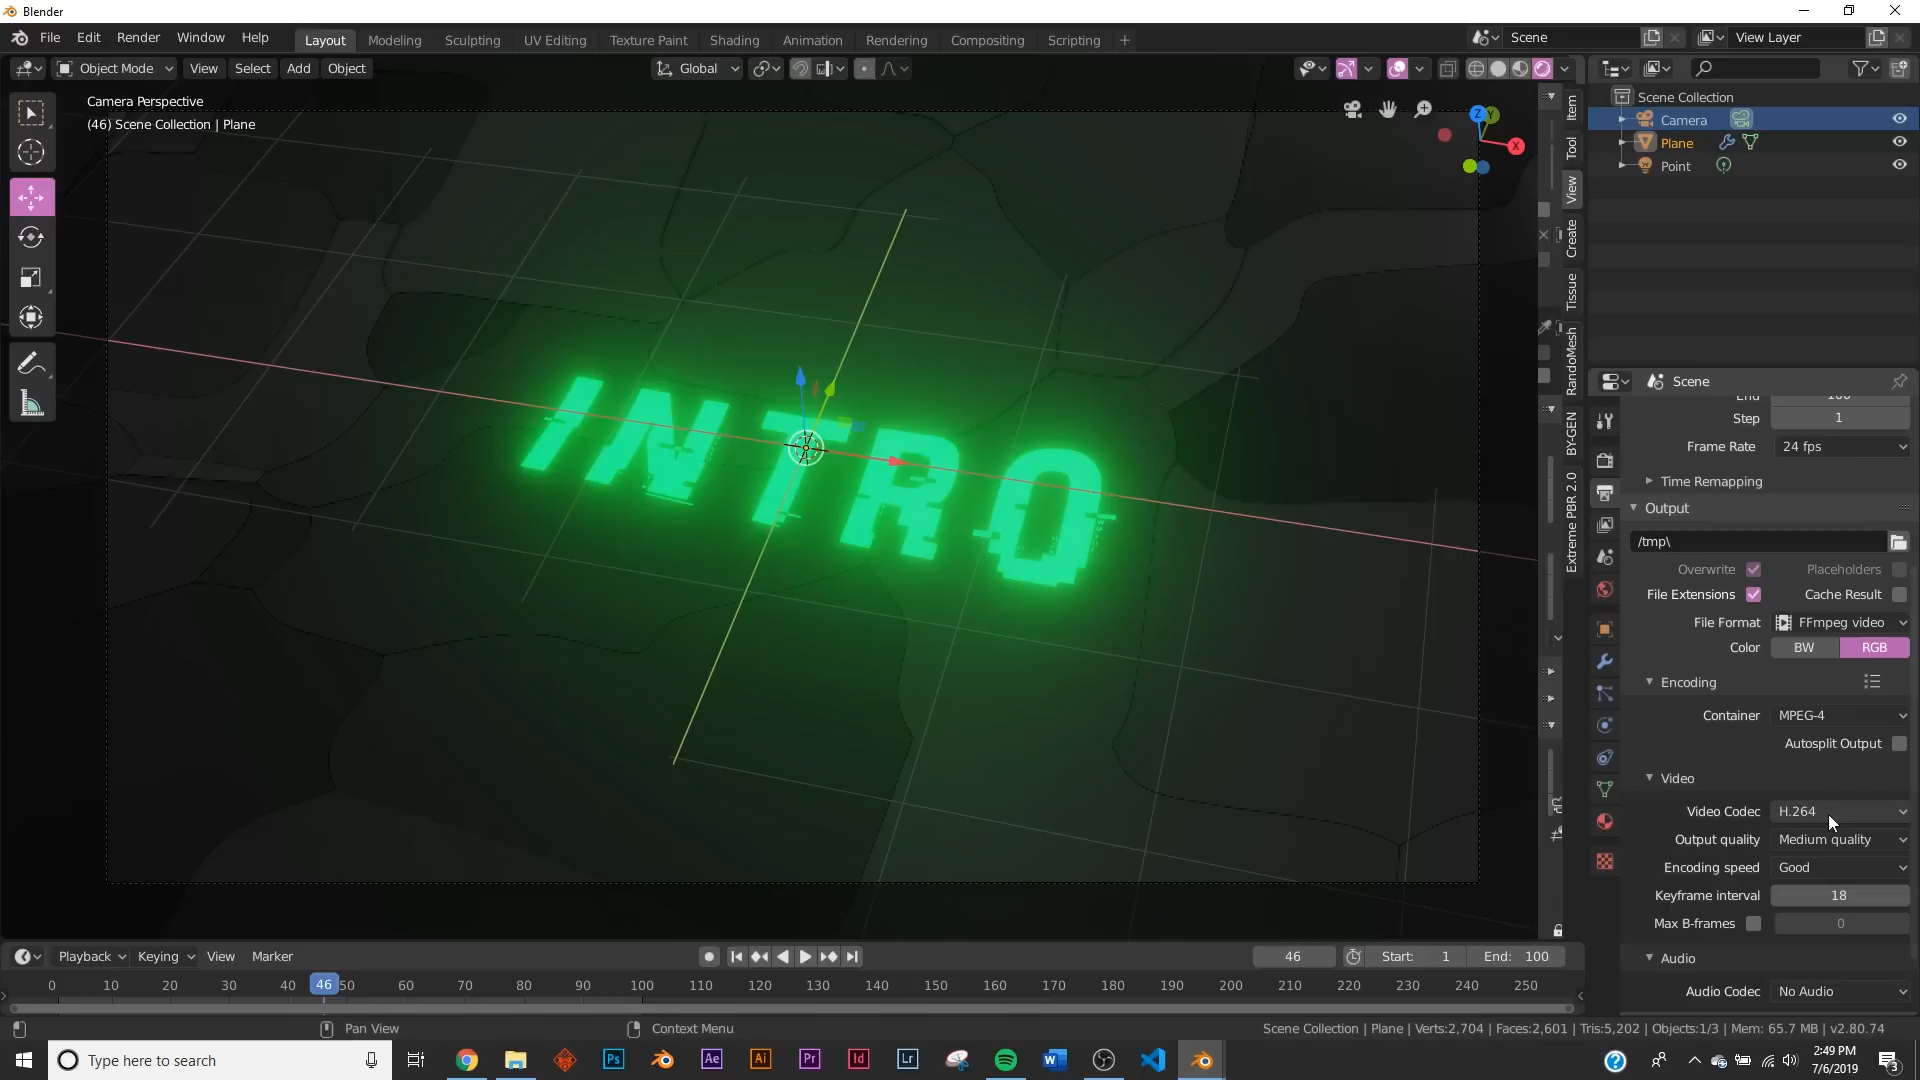 Blender
File Edit Render Window Help
Layout Modeling Sculpting UV Editing Texture Paint Shading Animation Rendering Compositing Scripting +
Scene
View Layer
Object Mode View Select Add Object
Global
Camera Perspective
(46) Scene Collection | Plane
Z
Y
X
INTRO
Item
Tool
View
Create
Tissue
RandoMesh
BY-GEN
Extreme PBR 2.0
Scene Collection
Camera
Plane
Point
Scene
End 100
Step 1
Frame Rate 24 fps
Time Remapping
Output
/tmp\
Overwrite Placeholders
File Extensions Cache Result
File Format FFmpeg video
Color BW RGB
Encoding
Container MPEG-4
Autosplit Output
Video
Video Codec H.264
Output quality Medium quality
Encoding speed Good
Keyframe interval 18
Max B-frames 0
Audio
Audio Codec No Audio
Playback Keying View Marker
46 Start: 1 End: 100
0 10 20 30 40 46 50 60 70 80 90 100 110 120 130 140 150 160 170 180 190 200 210 220 230 240 250
Pan View Context Menu
Scene Collection | Plane | Verts:2,704 | Faces:2,601 | Tris:5,202 | Objects:1/3 | Mem: 65.7 MB | v2.80.74
Type here to search
Ps Ae Ai Pr Id Lr
2:49 PM
7/6/2019
3